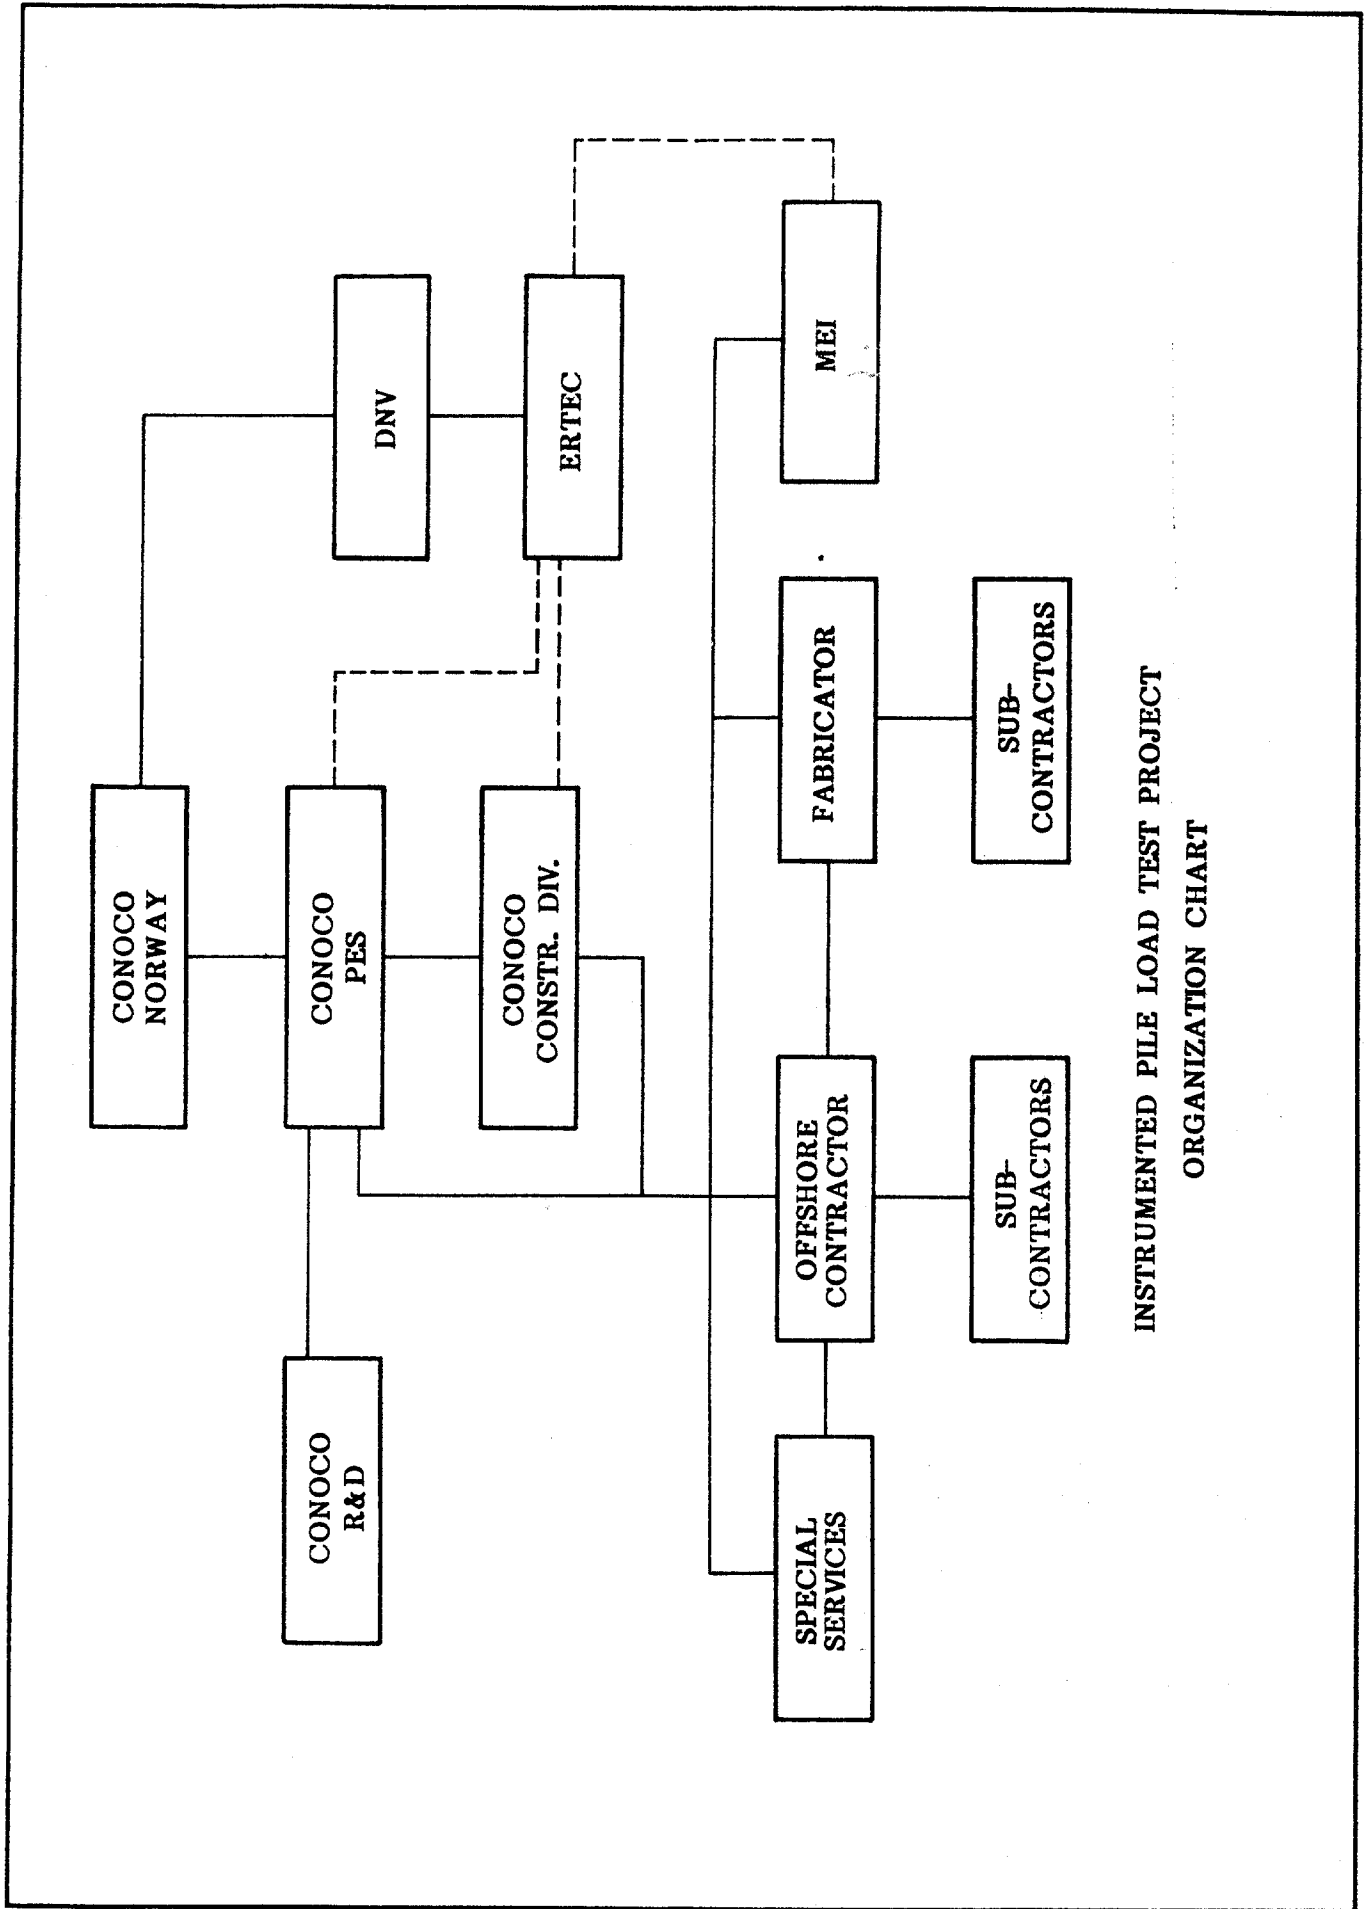 CONOCO
NORWAY
DNV
CONOCO
R&D
CONOCO
PES
CONOCO
CONSTR. DIV.
ERTEC
SPECIAL
SERVICES
OFFSHORE
CONTRACTOR
FABRICATOR
MEI
SUB-
CONTRACTORS
SUB-
CONTRACTORS
INSTRUMENTED PILE LOAD TEST PROJECT
ORGANIZATION CHART